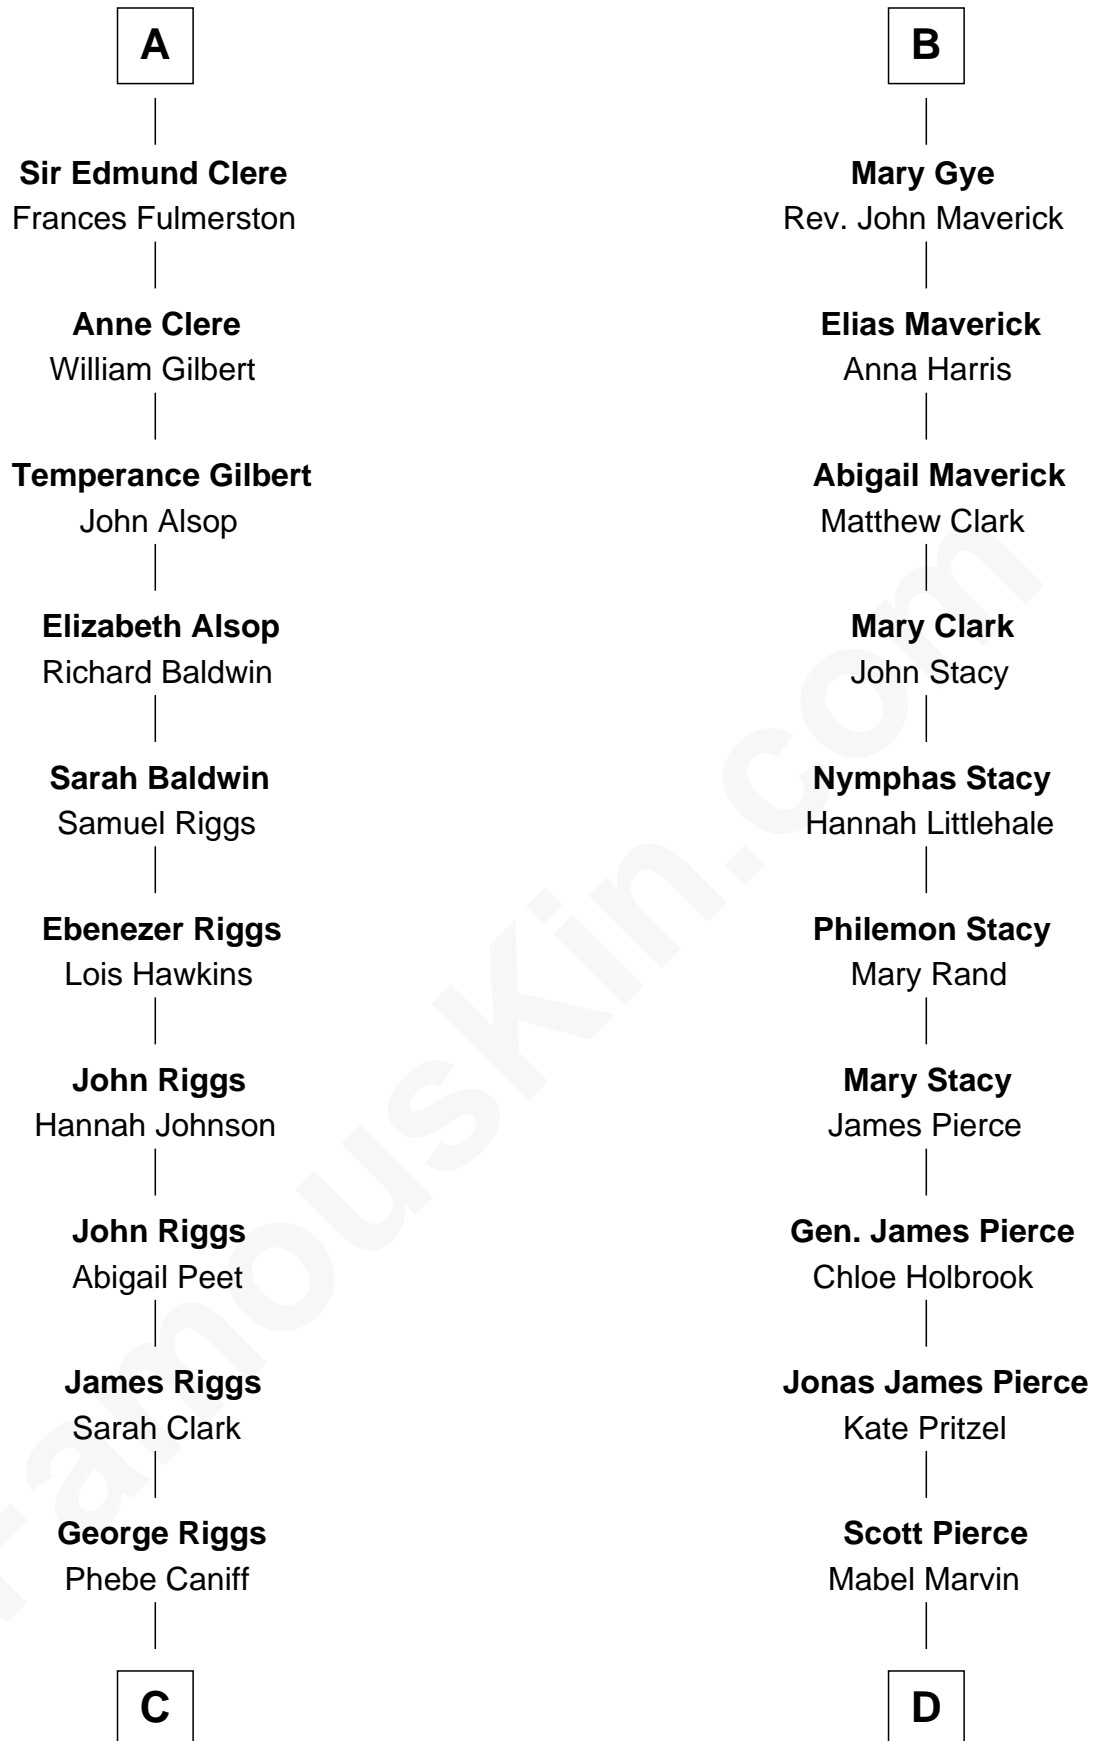 A
Sir Edmund Clere
Frances Fulmerston
Anne Clere
William Gilbert
Temperance Gilbert
John Alsop
Elizabeth Alsop
Richard Baldwin
Sarah Baldwin
Samuel Riggs
Ebenezer Riggs
Lois Hawkins
John Riggs
Hannah Johnson
John Riggs
Abigail Peet
James Riggs
Sarah Clark
George Riggs
Phebe Caniff
C
B
Mary Gye
Rev. John Maverick
Elias Maverick
Anna Harris
Abigail Maverick
Matthew Clark
Mary Clark
John Stacy
Nymphas Stacy
Hannah Littlehale
Philemon Stacy
Mary Rand
Mary Stacy
James Pierce
Gen. James Pierce
Chloe Holbrook
Jonas James Pierce
Kate Pritzel
Scott Pierce
Mabel Marvin
D
FamousKin.com